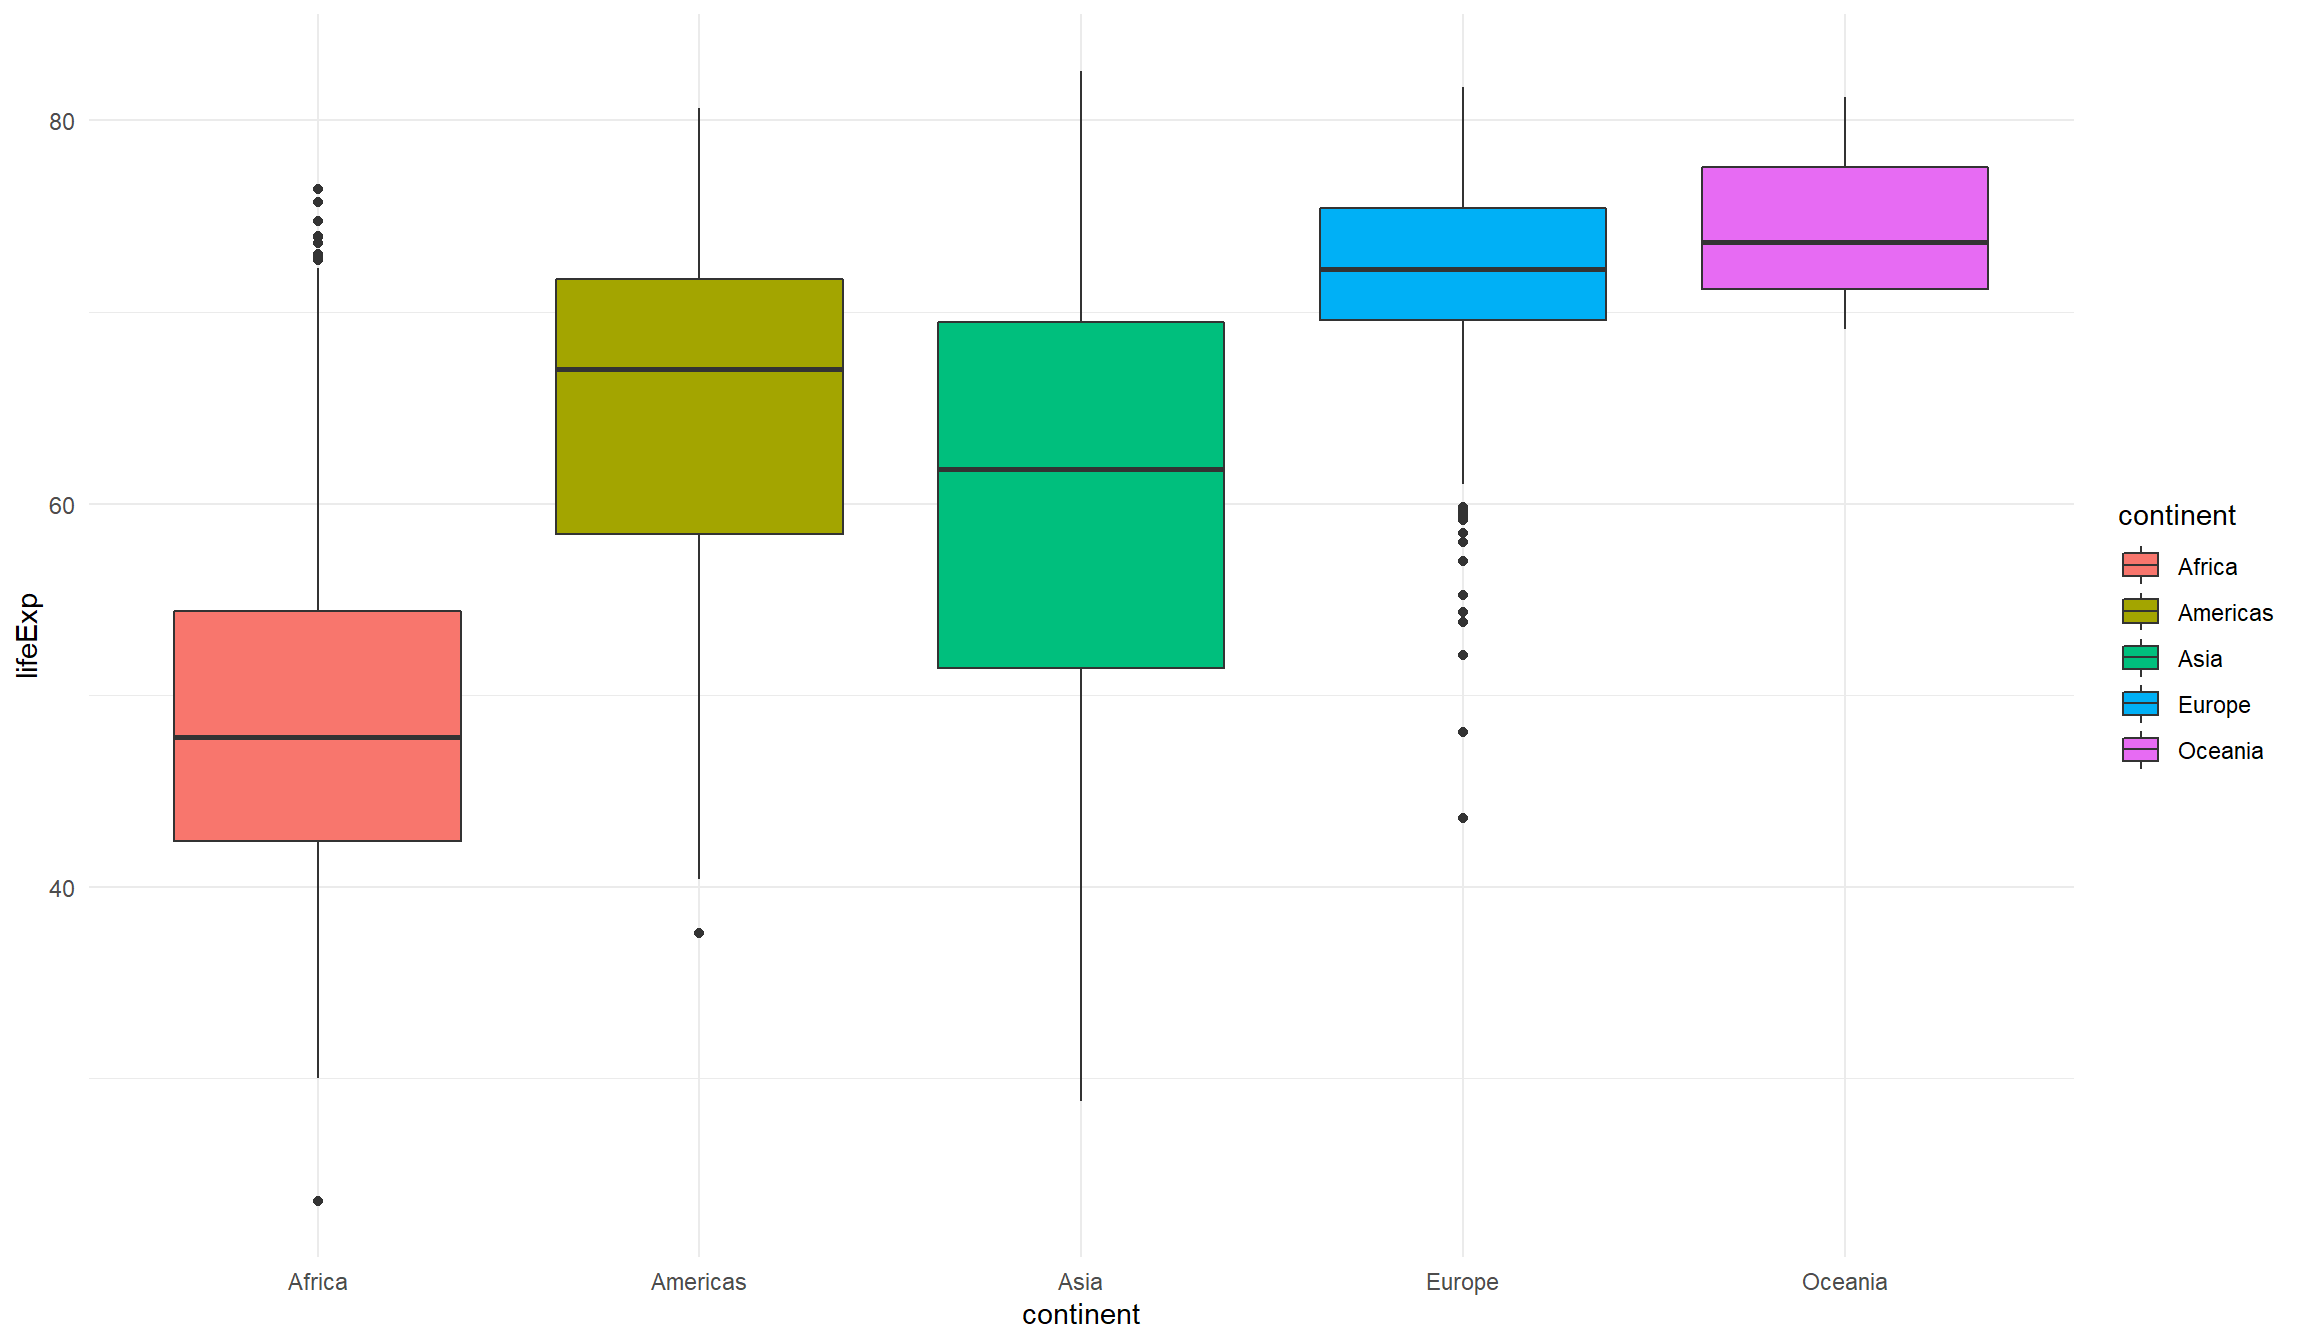 80
60
40
lifeExp
Africa
Americas
Asia
Europe
Oceania
continent
continent
Africa
Americas
Asia
Europe
Oceania